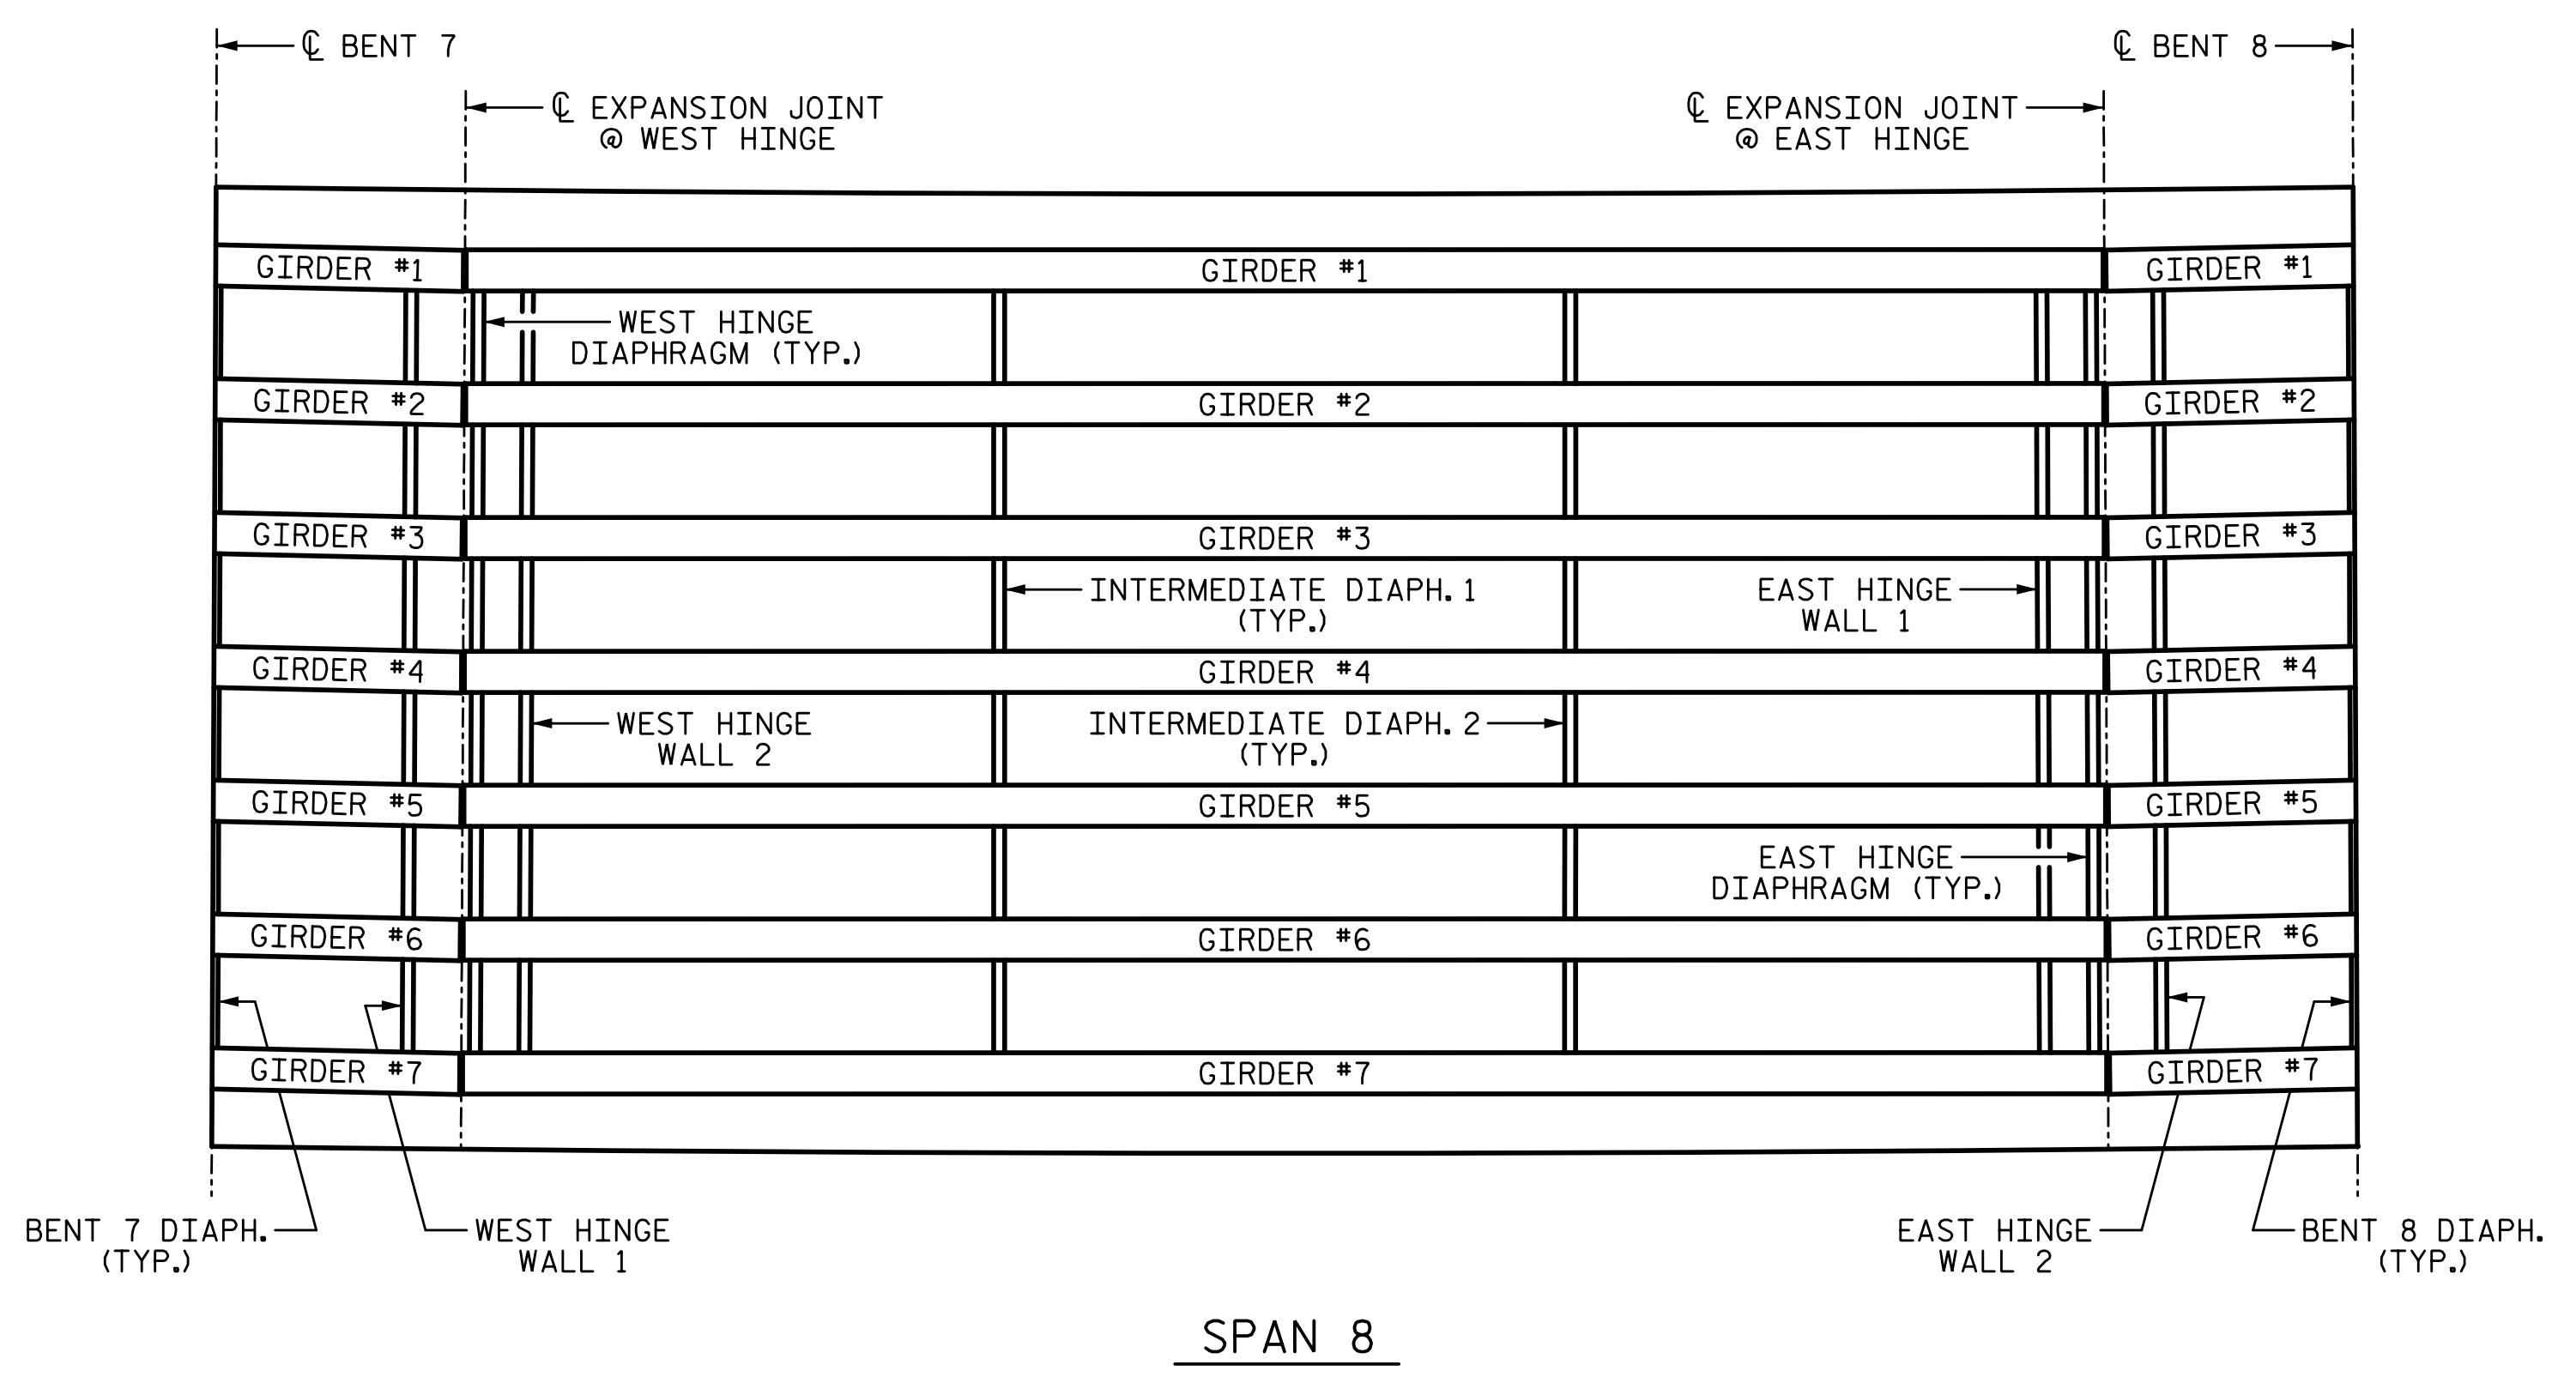 ℄ BENT 7
℄ BENT 8
℄ EXPANSION JOINT
@ WEST HINGE
℄ EXPANSION JOINT
@ EAST HINGE
GIRDER #1
GIRDER #1
GIRDER #1
WEST HINGE
DIAPHRAGM (TYP.)
GIRDER #2
GIRDER #2
GIRDER #2
GIRDER #3
GIRDER #3
GIRDER #3
INTERMEDIATE DIAPH. 1
(TYP.)
EAST HINGE
WALL 1
GIRDER #4
GIRDER #4
GIRDER #4
WEST HINGE
WALL 2
INTERMEDIATE DIAPH. 2
(TYP.)
GIRDER #5
GIRDER #5
GIRDER #5
EAST HINGE
DIAPHRAGM (TYP.)
GIRDER #6
GIRDER #6
GIRDER #6
GIRDER #7
GIRDER #7
GIRDER #7
BENT 7 DIAPH.
(TYP.)
WEST HINGE
WALL 1
EAST HINGE
WALL 2
BENT 8 DIAPH.
(TYP.)
SPAN 8